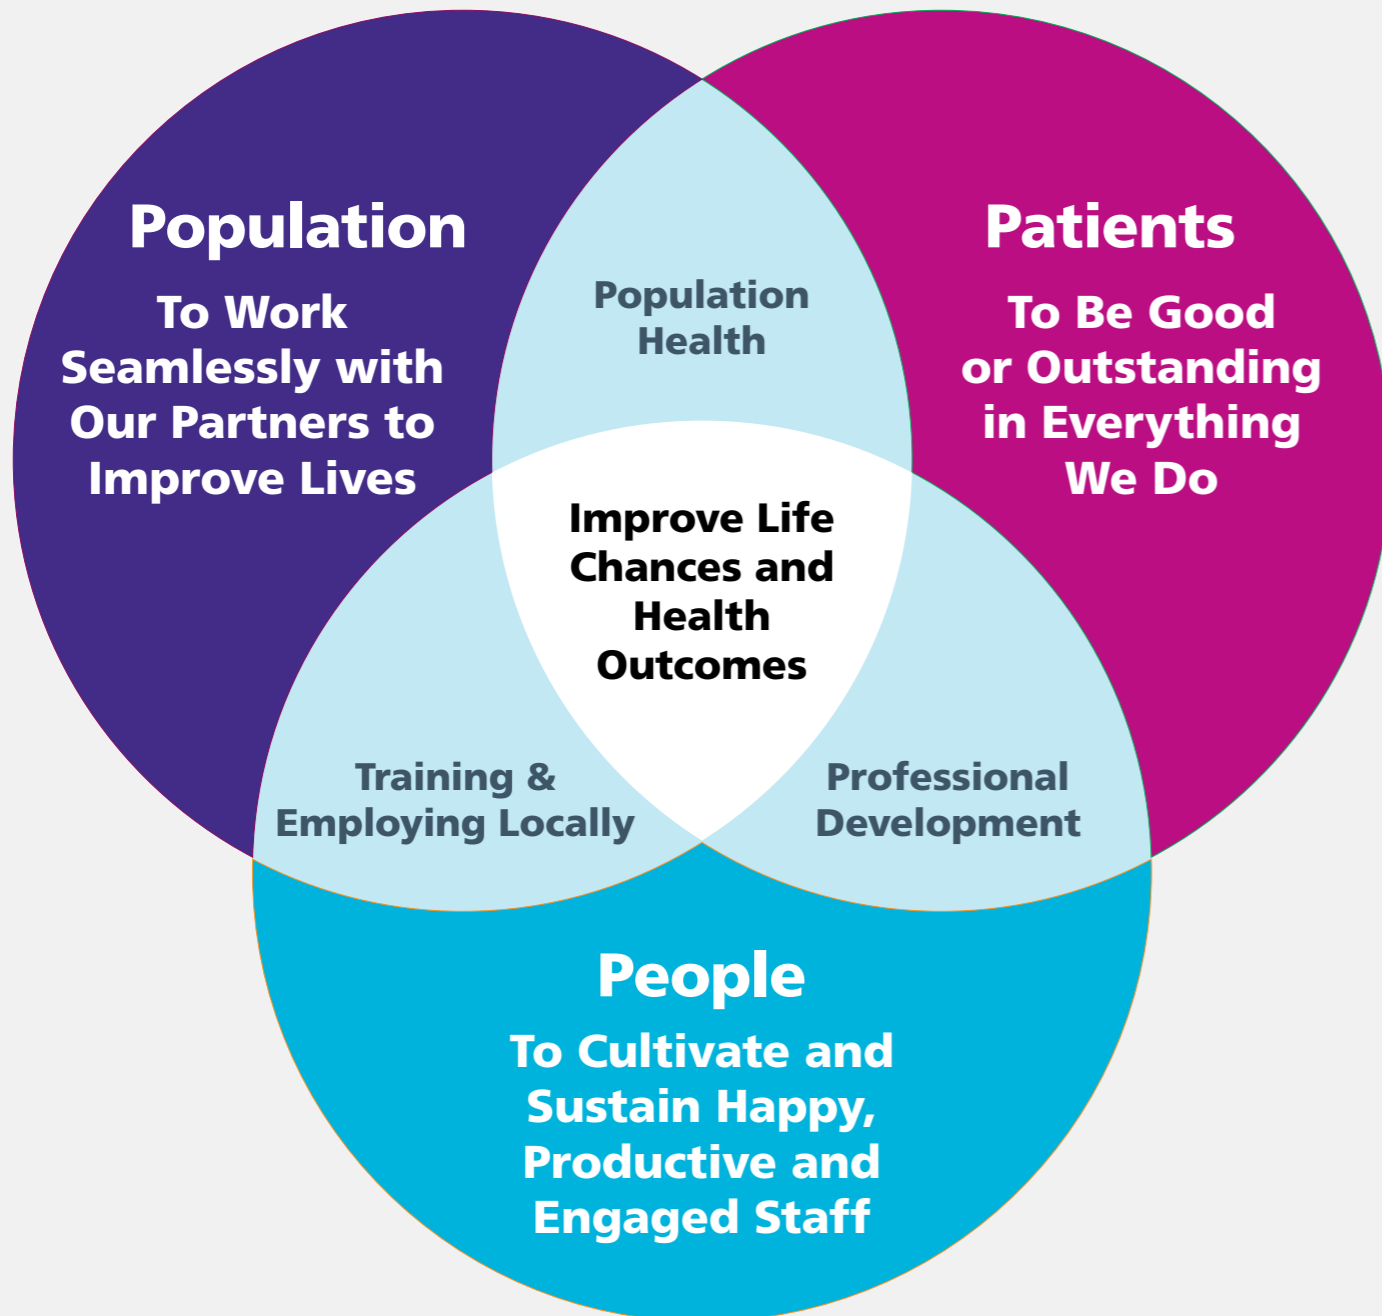 Population
To Work
Seamlessly with
Our Partners to
Improve Lives
Population
Health
Patients
To Be Good
or Outstanding
in Everything
We Do
Improve Life
Chances and
Health
Outcomes
Training &
Employing Locally
Professional
Development
People
To Cultivate and
Sustain Happy,
Productive and
Engaged Staff